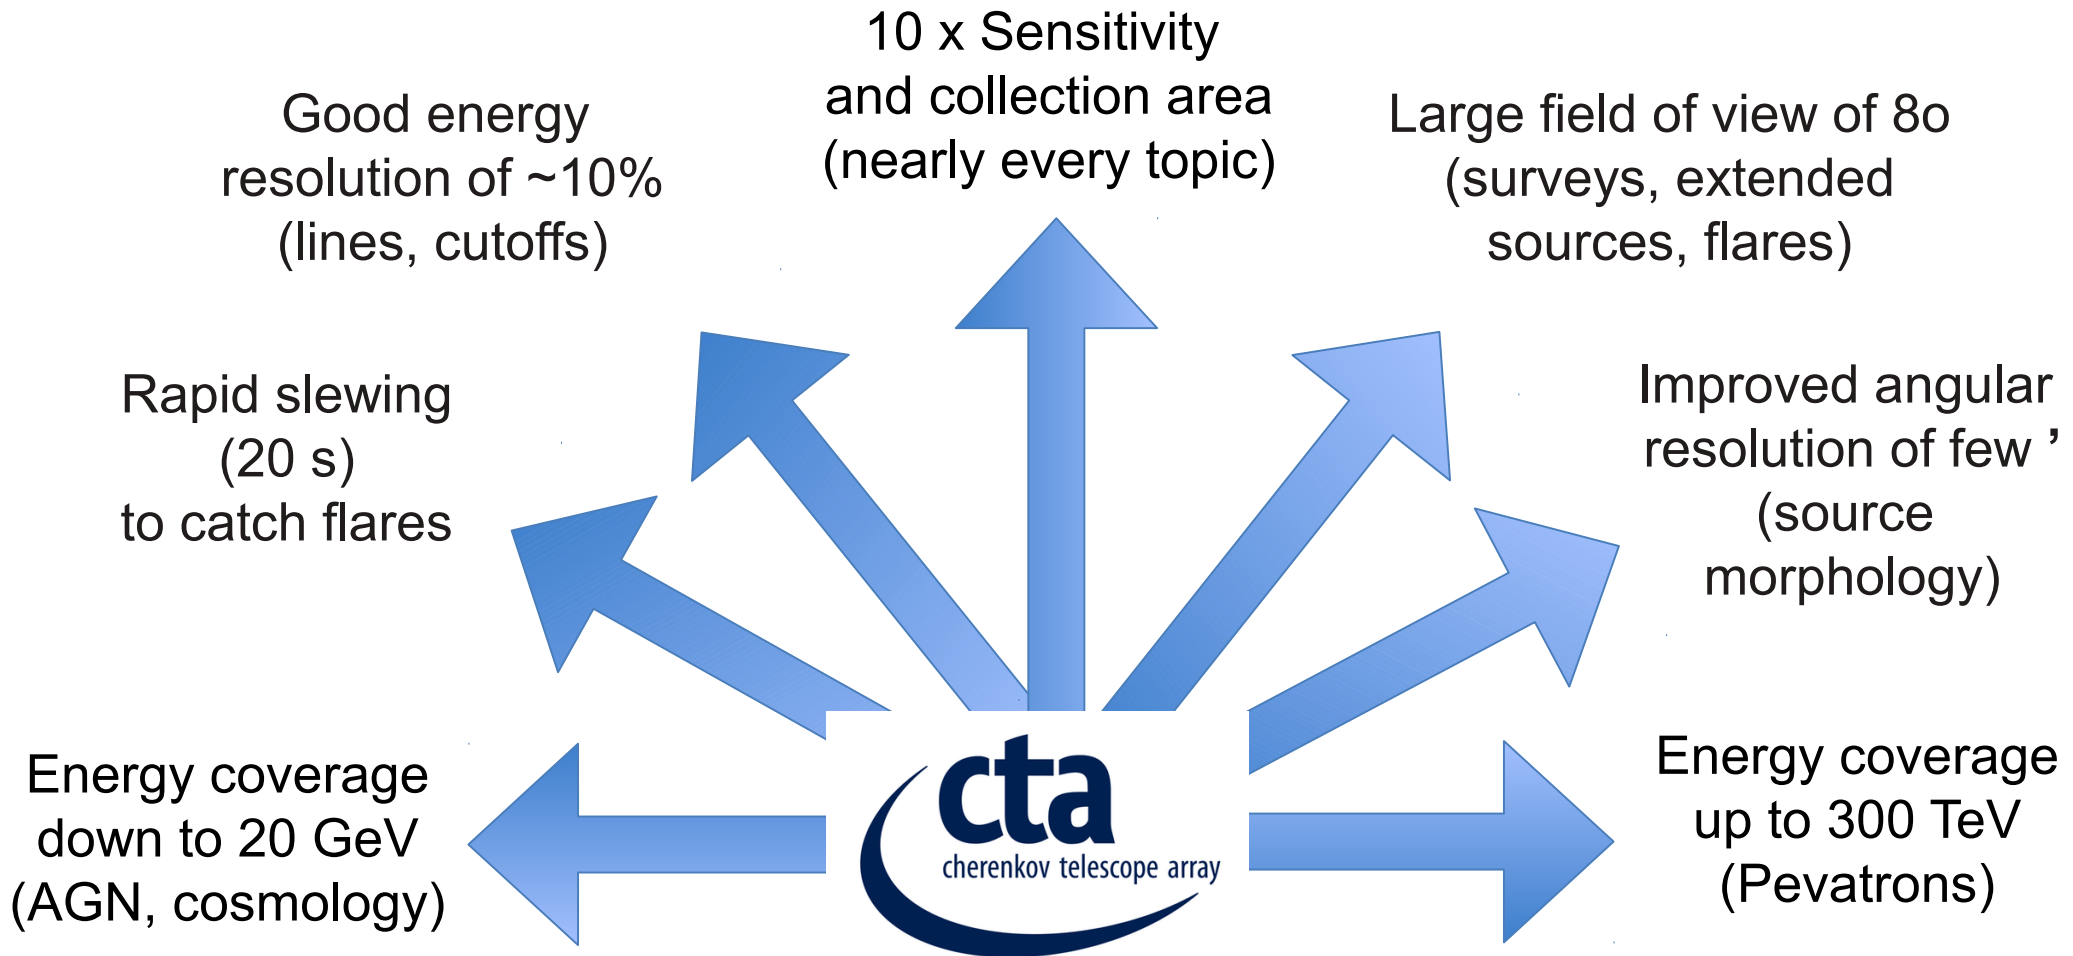 10 x Sensitivity
and collection area
(nearly every topic)
Good energy
resolution of ~10%
(lines, cutoffs)
Large field of view of 8o
(surveys, extended
sources, flares)
Rapid slewing
(20 s)
to catch flares
Improved angular
resolution of few ’
(source
morphology)
Energy coverage
down to 20 GeV
(AGN, cosmology)
cta
cherenkov telescope array
Energy coverage
up to 300 TeV
(Pevatrons)